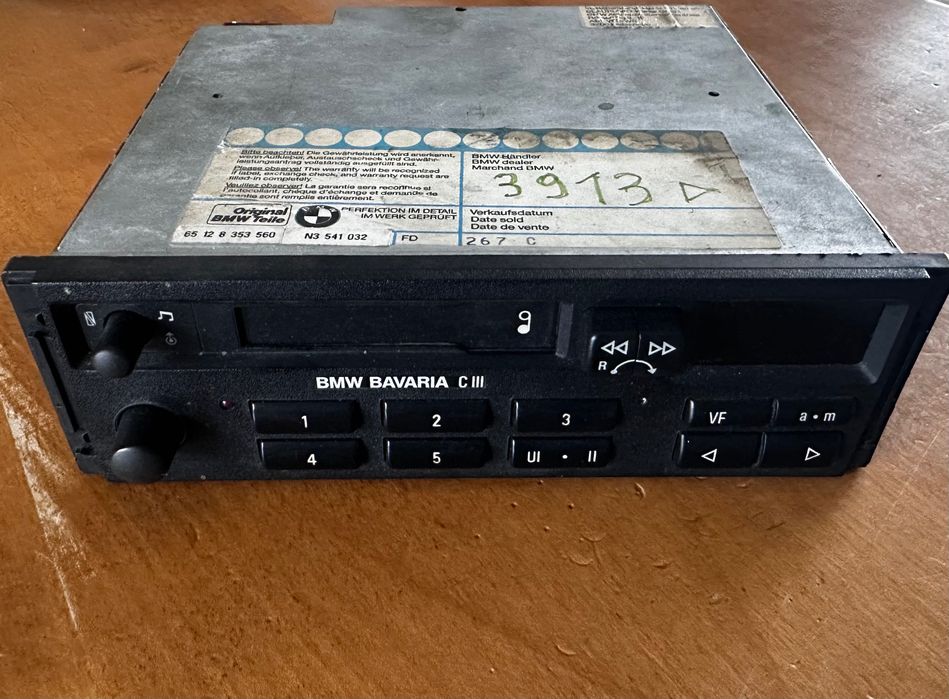 Bitte beachten! Die Gewährleistung wird anerkannt,
wenn Aufkleber, Austauschscheck und Gewähr-
leistungsantrag vollständig ausgefüllt sind.
Please observe! The warranty will be recognized
if label, exchange check, and warranty request are
filled-in completely.
Veuillez observer! La garantie sera reconnue si
l'autocollant, chèque d'échange et demande de
garantie sont remplis entièrement.
BMW-Händler
BMW dealer
Marchand BMW
3913
Original
BMW Teile
BMW
PERFEKTION IM DETAIL
IM WERK GEPRÜFT
Verkaufsdatum
Date sold
Date de vente
65 12 8 353 560
N3 541 032
FD
267 C
R
BMW BAVARIA C III
1
2
3
VF
a•m
4
5
UI • II